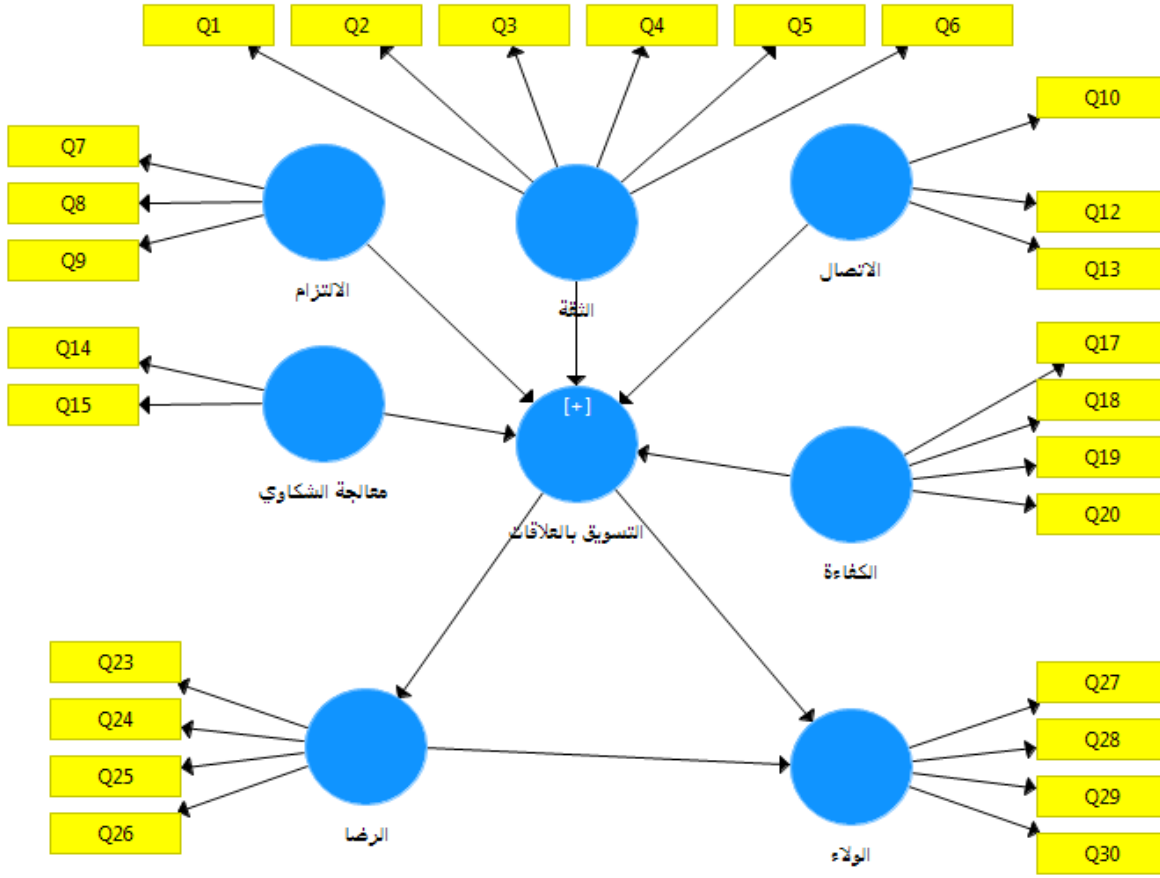 Q1
Q2
Q3
Q4
Q5
Q6
Q10
Q7
Q8
Q12
Q9
Q13
الاتصال
الالتزام
الثقة
Q14
Q17
Q15
Q18
[+]
Q19
معالجة الشكاوي
Q20
التسويق بالعلاقات
الكفاءة
Q23
Q27
Q24
Q28
Q25
Q29
Q26
الرضا
Q30
الولاء